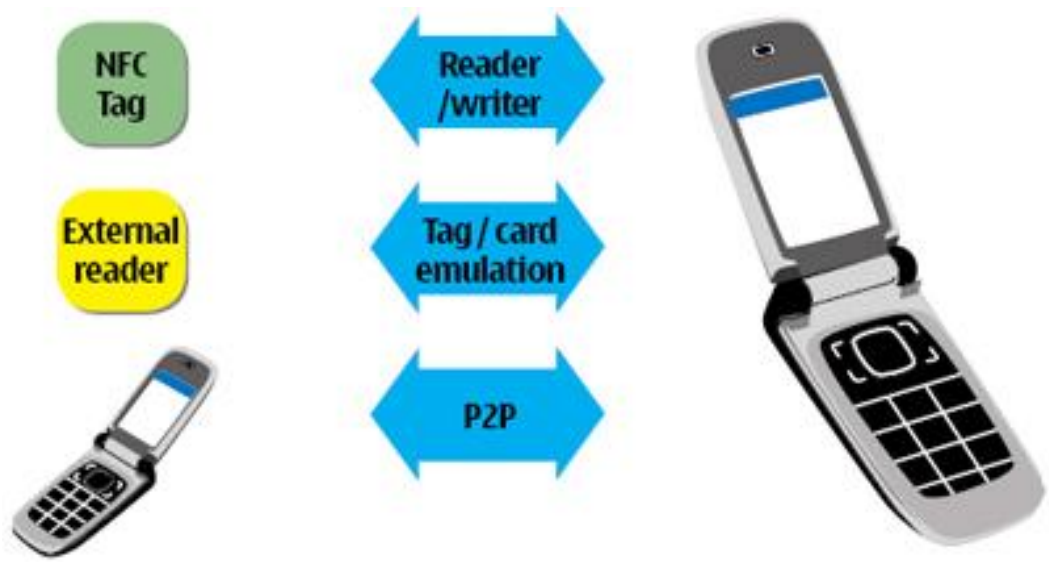 NFC
Tag
Reader
/writer
External
reader
Tag / card
emulation
P2P